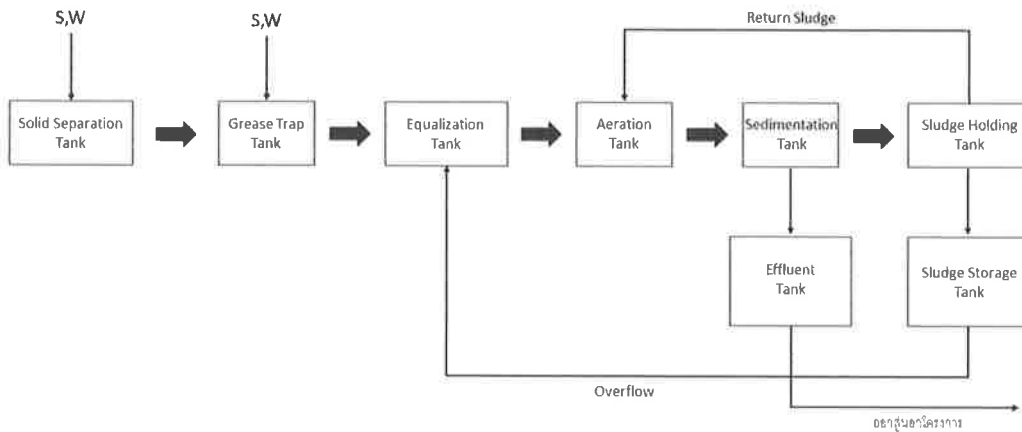 S,W
S,W
Return Sludge
Solid Separation
Tank
Grease Trap
Tank
Equalization
Tank
Aeration
Tank
Sedimentation
Tank
Sludge Holding
Tank
Effluent
Tank
Sludge Storage
Tank
Overflow